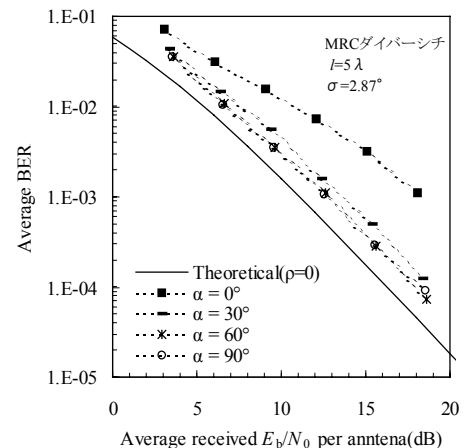 1.E-01
1.E-02
1.E-03
1.E-04
1.E-05
Average BER
MRCダイバーシチ
l=5λ
σ=2.87°
Theoretical(ρ=0)
α = 0°
α = 30°
α = 60°
α = 90°
0 5 10 15 20
Average received Eb/N0 per anntena(dB)